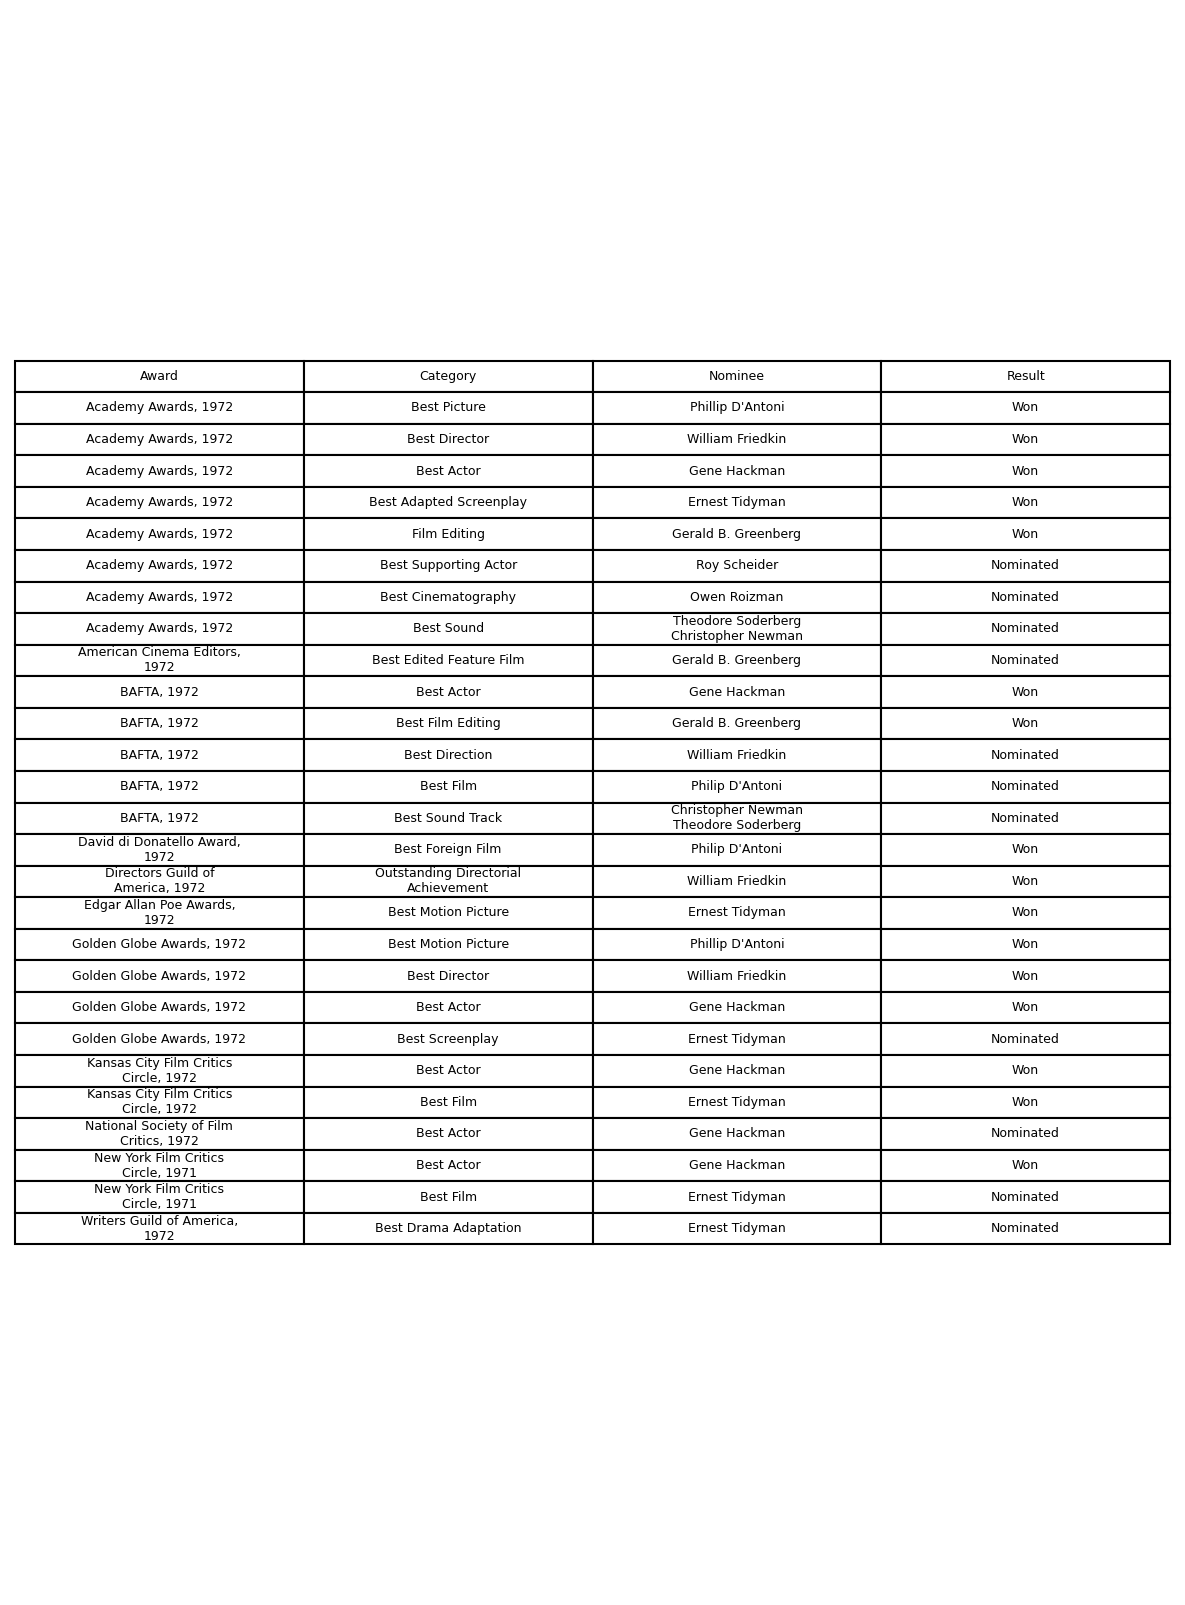 Award Category Nominee Result
Academy Awards, 1972 Best Picture Phillip D'Antoni Won
Academy Awards, 1972 Best Director William Friedkin Won
Academy Awards, 1972 Best Actor Gene Hackman Won
Academy Awards, 1972 Best Adapted Screenplay Ernest Tidyman Won
Academy Awards, 1972 Film Editing Gerald B. Greenberg Won
Academy Awards, 1972 Best Supporting Actor Roy Scheider Nominated
Academy Awards, 1972 Best Cinematography Owen Roizman Nominated
Academy Awards, 1972 Best Sound Theodore Soderberg
Christopher Newman Nominated
American Cinema Editors,
1972 Best Edited Feature Film Gerald B. Greenberg Nominated
BAFTA, 1972 Best Actor Gene Hackman Won
BAFTA, 1972 Best Film Editing Gerald B. Greenberg Won
BAFTA, 1972 Best Direction William Friedkin Nominated
BAFTA, 1972 Best Film Philip D'Antoni Nominated
BAFTA, 1972 Best Sound Track Christopher Newman
Theodore Soderberg Nominated
David di Donatello Award,
1972 Best Foreign Film Philip D'Antoni Won
Directors Guild of
America, 1972 Outstanding Directorial
Achievement William Friedkin Won
Edgar Allan Poe Awards,
1972 Best Motion Picture Ernest Tidyman Won
Golden Globe Awards, 1972 Best Motion Picture Phillip D'Antoni Won
Golden Globe Awards, 1972 Best Director William Friedkin Won
Golden Globe Awards, 1972 Best Actor Gene Hackman Won
Golden Globe Awards, 1972 Best Screenplay Ernest Tidyman Nominated
Kansas City Film Critics
Circle, 1972 Best Actor Gene Hackman Won
Kansas City Film Critics
Circle, 1972 Best Film Ernest Tidyman Won
National Society of Film
Critics, 1972 Best Actor Gene Hackman Nominated
New York Film Critics
Circle, 1971 Best Actor Gene Hackman Won
New York Film Critics
Circle, 1971 Best Film Ernest Tidyman Nominated
Writers Guild of America,
1972 Best Drama Adaptation Ernest Tidyman Nominated